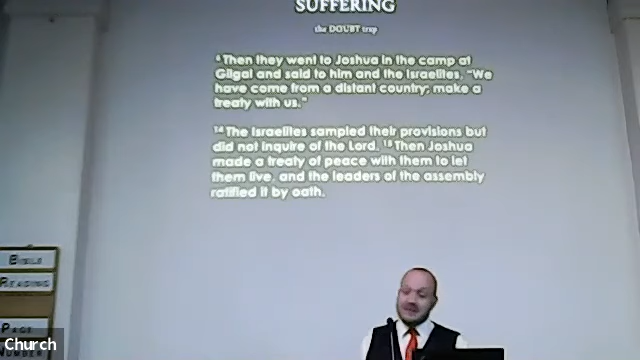 SUFFERING
the DOUBT trap
⁶ Then they went to Joshua in the camp at
Gilgal and said to him and the Israelites, "We
have come from a distant country; make a
treaty with us."
¹⁴ The Israelites sampled their provisions but
did not inquire of the Lord. ¹⁵ Then Joshua
made a treaty of peace with them to let
them live, and the leaders of the assembly
ratified it by oath.
BIBLE
READING
PAGE
NUMBER
Church